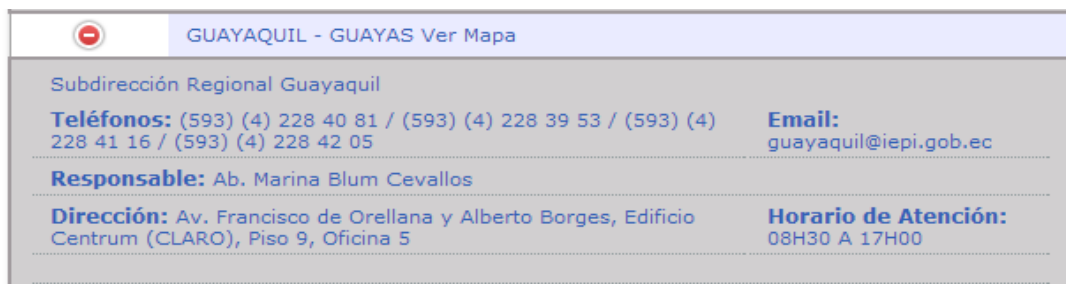 GUAYAQUIL - GUAYAS Ver Mapa
Subdirección Regional Guayaquil
Teléfonos: (593) (4) 228 40 81 / (593) (4) 228 39 53 / (593) (4)
228 41 16 / (593) (4) 228 42 05
Email:
guayaquil@iepi.gob.ec
Responsable: Ab. Marina Blum Cevallos
Dirección: Av. Francisco de Orellana y Alberto Borges, Edificio
Centrum (CLARO), Piso 9, Oficina 5
Horario de Atención:
08H30 A 17H00